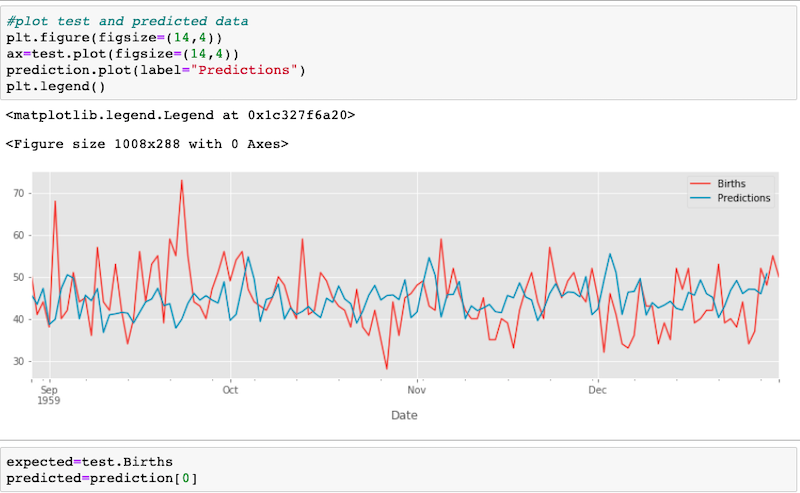 #plot test and predicted data
plt.figure(figsize=(14,4))
ax=test.plot(figsize=(14,4))
prediction.plot(label="Predictions")
plt.legend()
<matplotlib.legend.Legend at 0x1c327f6a20>
<Figure size 1008x288 with 0 Axes>
Births
Predictions
70
60
50
40
30
Sep
1959
Oct
Nov
Dec
Date
expected=test.Births
predicted=prediction[0]